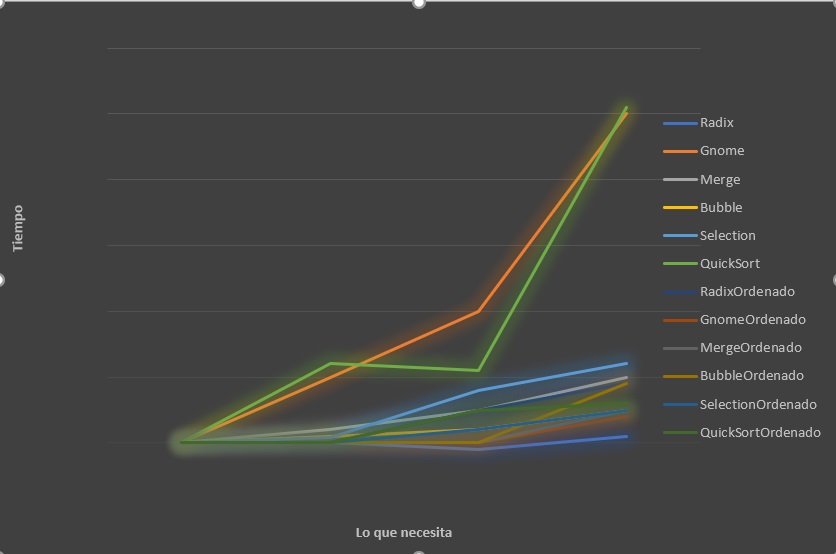 Tiempo
Radix
Gnome
Merge
Bubble
Selection
QuickSort
RadixOrdenado
GnomeOrdenado
MergeOrdenado
BubbleOrdenado
SelectionOrdenado
QuickSortOrdenado
Lo que necesita